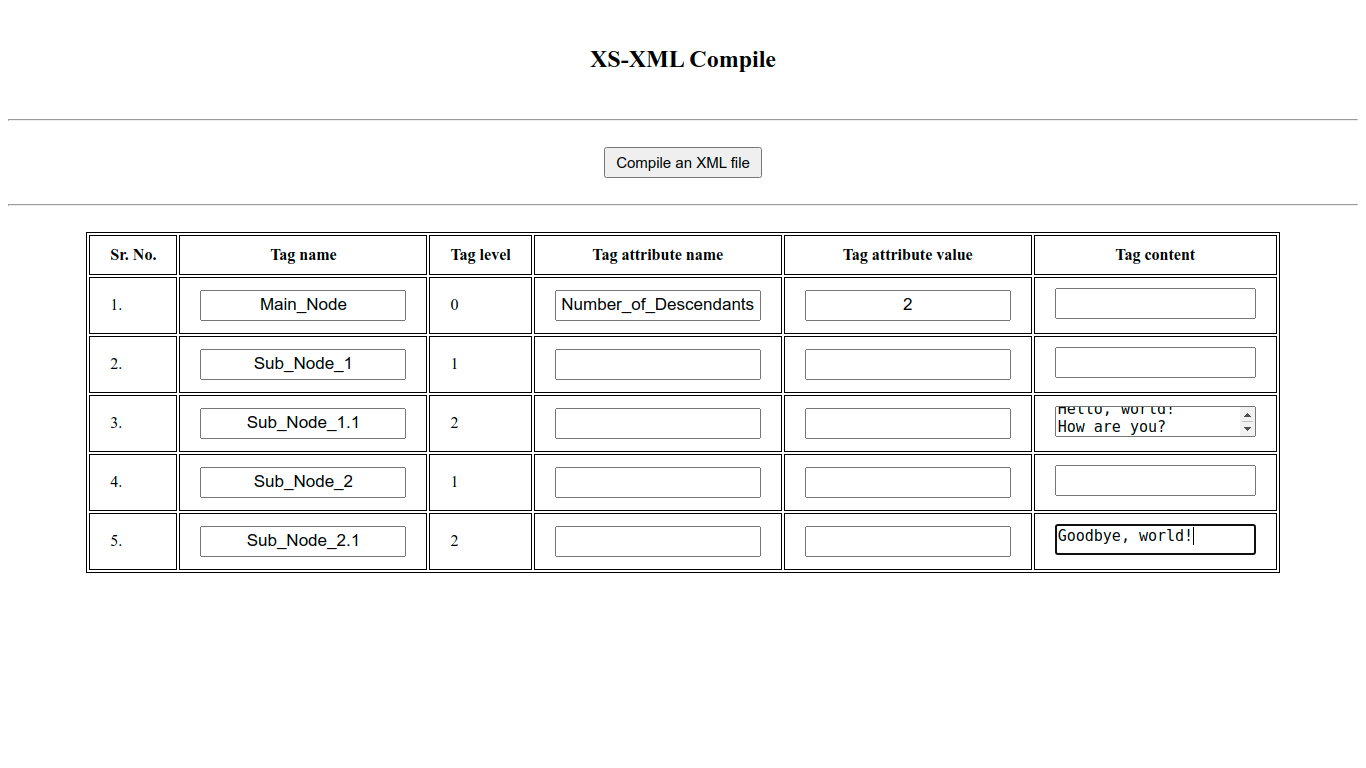 XS-XML Compile
Compile an XML file
Sr. No. Tag name Tag level Tag attribute name Tag attribute value Tag content
1. Main_Node 0 Number_of_Descendants 2
2. Sub_Node_1 1
3. Sub_Node_1.1 2 Hello, world!
How are you?
4. Sub_Node_2 1
5. Sub_Node_2.1 2 Goodbye, world!